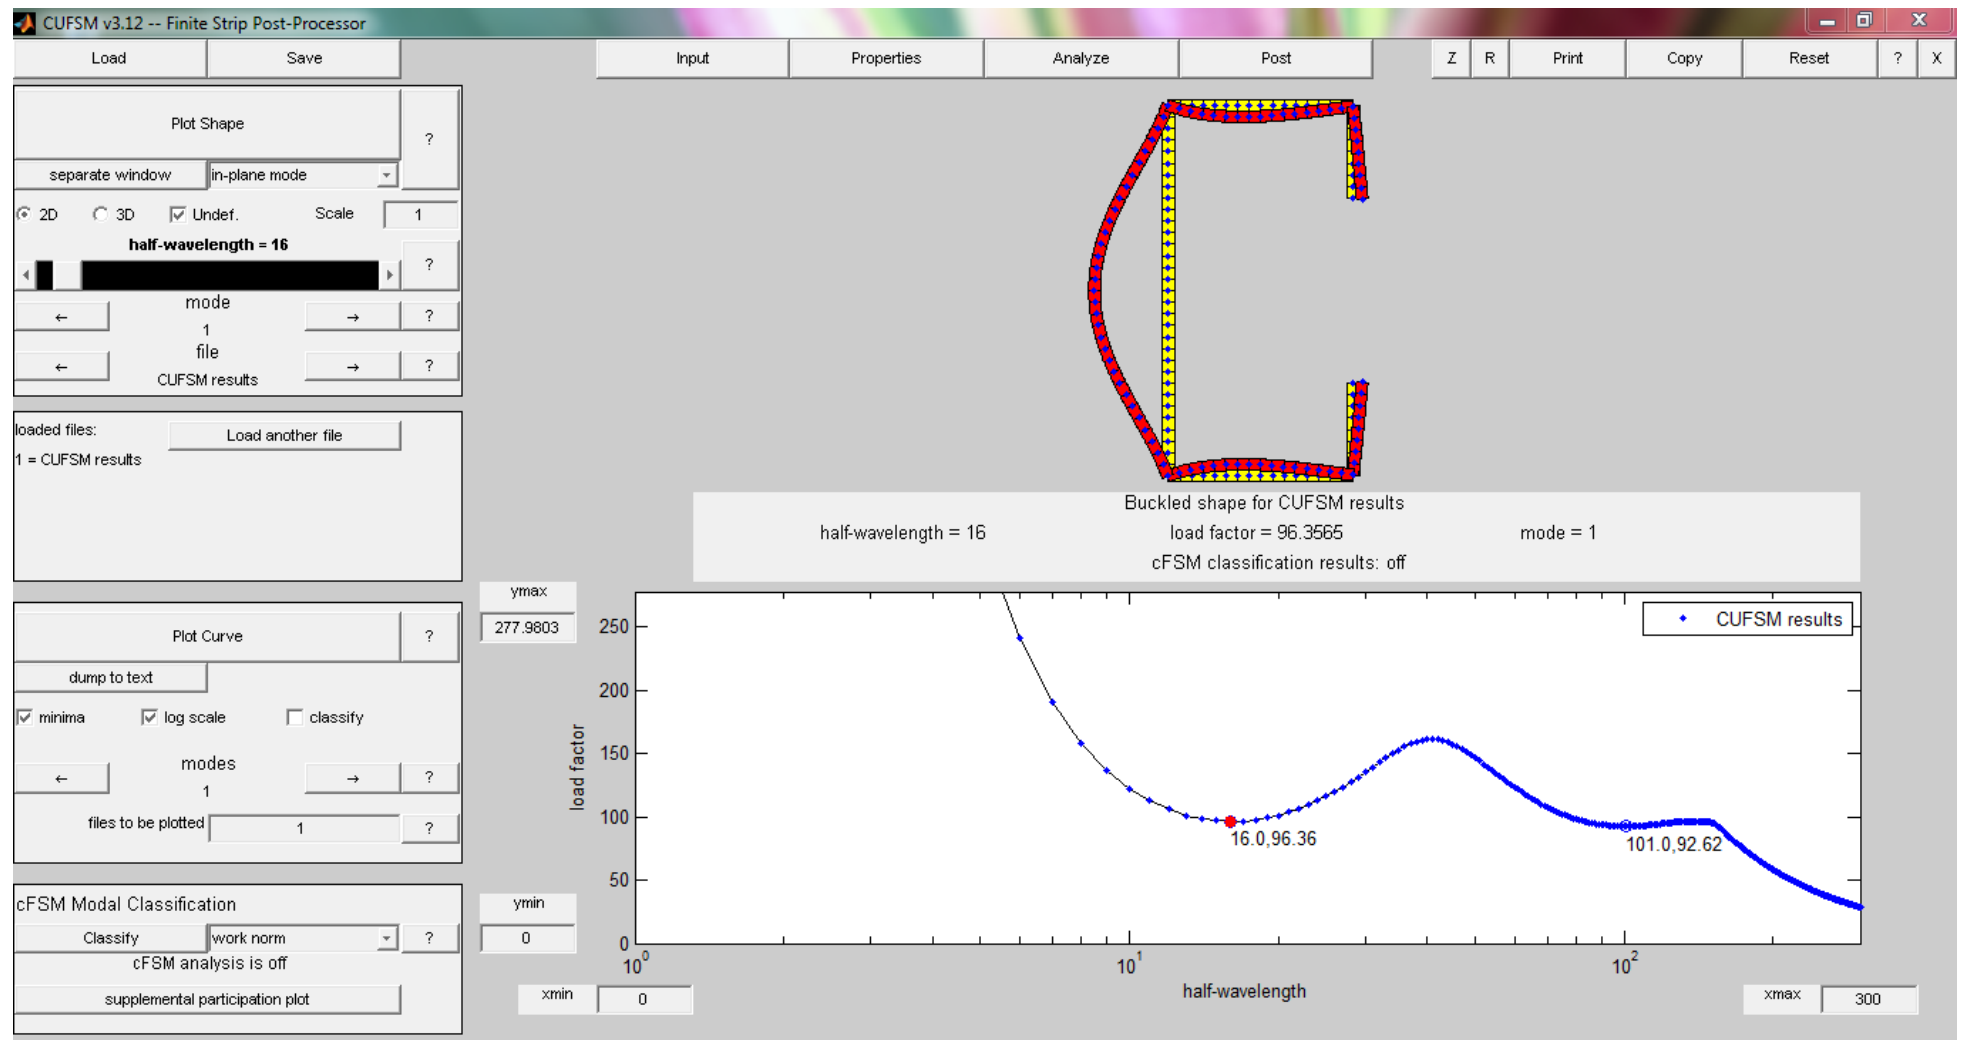 CUFSM v3.12 -- Finite Strip Post-Processor
Load Save Input Properties Analyze Post Z R Print Copy Reset ? X
Plot Shape ?
separate window in-plane mode
2D 3D Undef. Scale 1
half-wavelength = 16 ?
mode
← 1 → ?
file
← CUFSM results → ?
loaded files: Load another file
1 = CUFSM results
Plot Curve ?
dump to text
minima log scale classify
modes
← 1 → ?
files to be plotted 1 ?
cFSM Modal Classification
Classify work norm ?
cFSM analysis is off
supplemental participation plot
Buckled shape for CUFSM results
half-wavelength = 16 load factor = 96.3565 mode = 1
cFSM classification results: off
ymax
277.9803
ymin
0
load factor
250
200
150
100
50
0
CUFSM results
16.0,96.36
101.0,92.62
10^0 10^1 10^2
half-wavelength
xmin 0
xmax 300